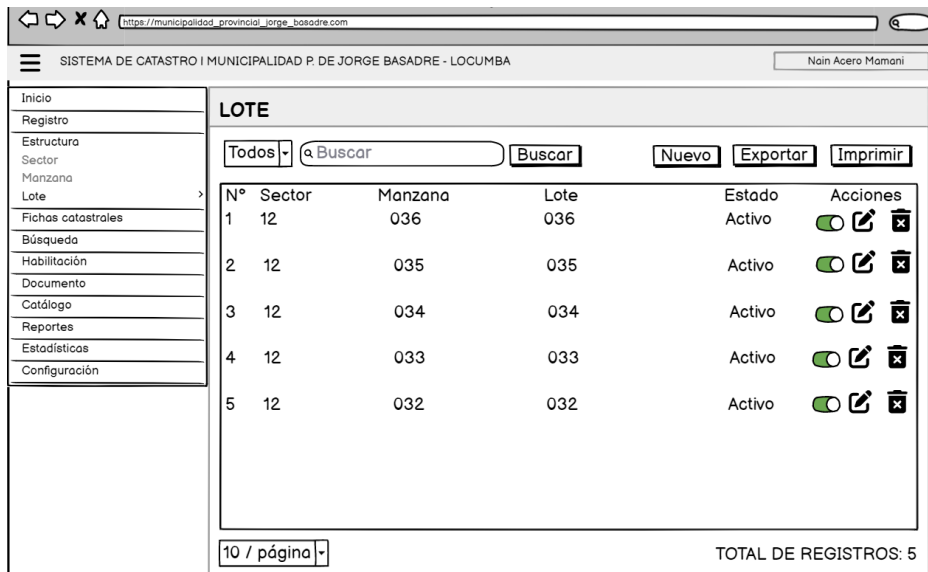 https://municipalidad_provincial_jorge_basadre.com
SISTEMA DE CATASTRO I MUNICIPALIDAD P. DE JORGE BASADRE - LOCUMBA
Nain Acero Mamani
Inicio
Registro
Estructura
Sector
Manzana
Lote >
Fichas catastrales
Búsqueda
Habilitación
Documento
Catálogo
Reportes
Estadísticas
Configuración
LOTE
Todos Buscar Buscar Nuevo Exportar Imprimir
N° Sector Manzana Lote Estado Acciones
1 12 036 036 Activo
2 12 035 035 Activo
3 12 034 034 Activo
4 12 033 033 Activo
5 12 032 032 Activo
10 / página TOTAL DE REGISTROS: 5